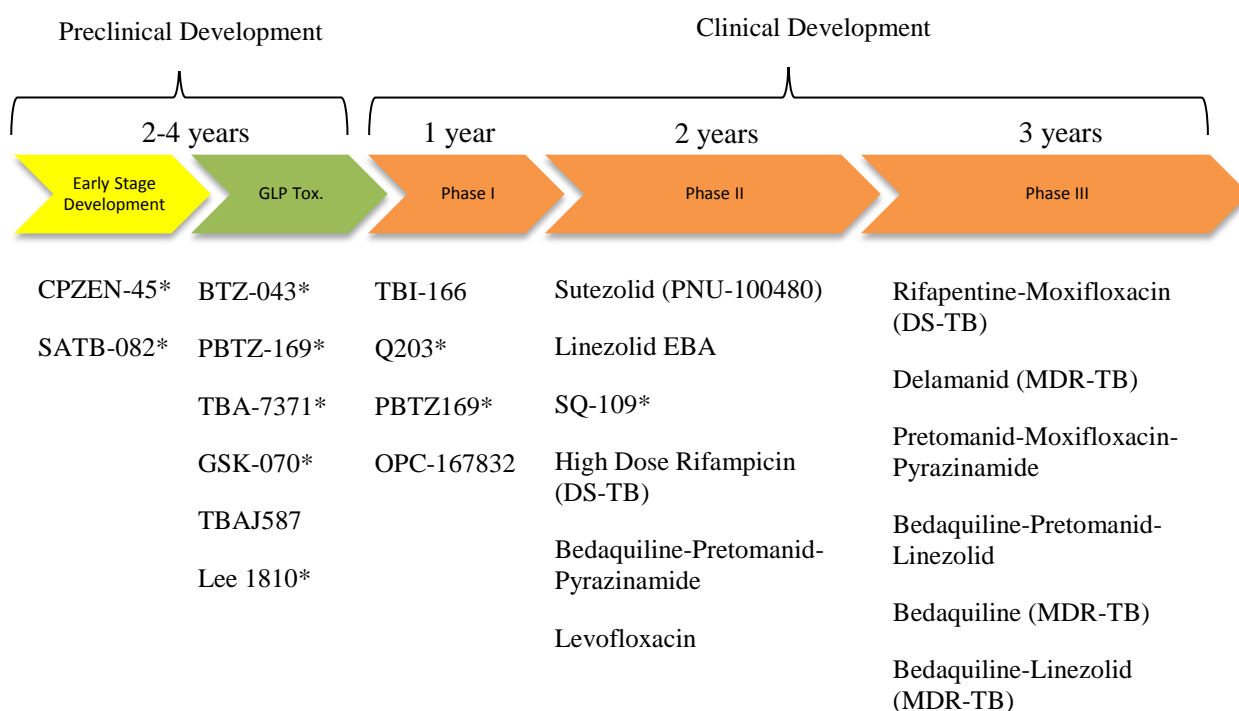 Preclinical Development
Clinical Development
2-4 years
1 year
2 years
3 years
Early Stage
Development
GLP Tox.
Phase I
Phase II
Phase III
CPZEN-45*
SATB-082*
BTZ-043*
PBTZ-169*
TBA-7371*
GSK-070*
TBAJ587
Lee 1810*
TBI-166
Q203*
PBTZ169*
OPC-167832
Sutezolid (PNU-100480)
Linezolid EBA
SQ-109*
High Dose Rifampicin
(DS-TB)
Bedaquiline-Pretomanid-
Pyrazinamide
Levofloxacin
Rifapentine-Moxifloxacin
(DS-TB)
Delamanid (MDR-TB)
Pretomanid-Moxifloxacin-
Pyrazinamide
Bedaquiline-Pretomanid-
Linezolid
Bedaquiline (MDR-TB)
Bedaquiline-Linezolid
(MDR-TB)